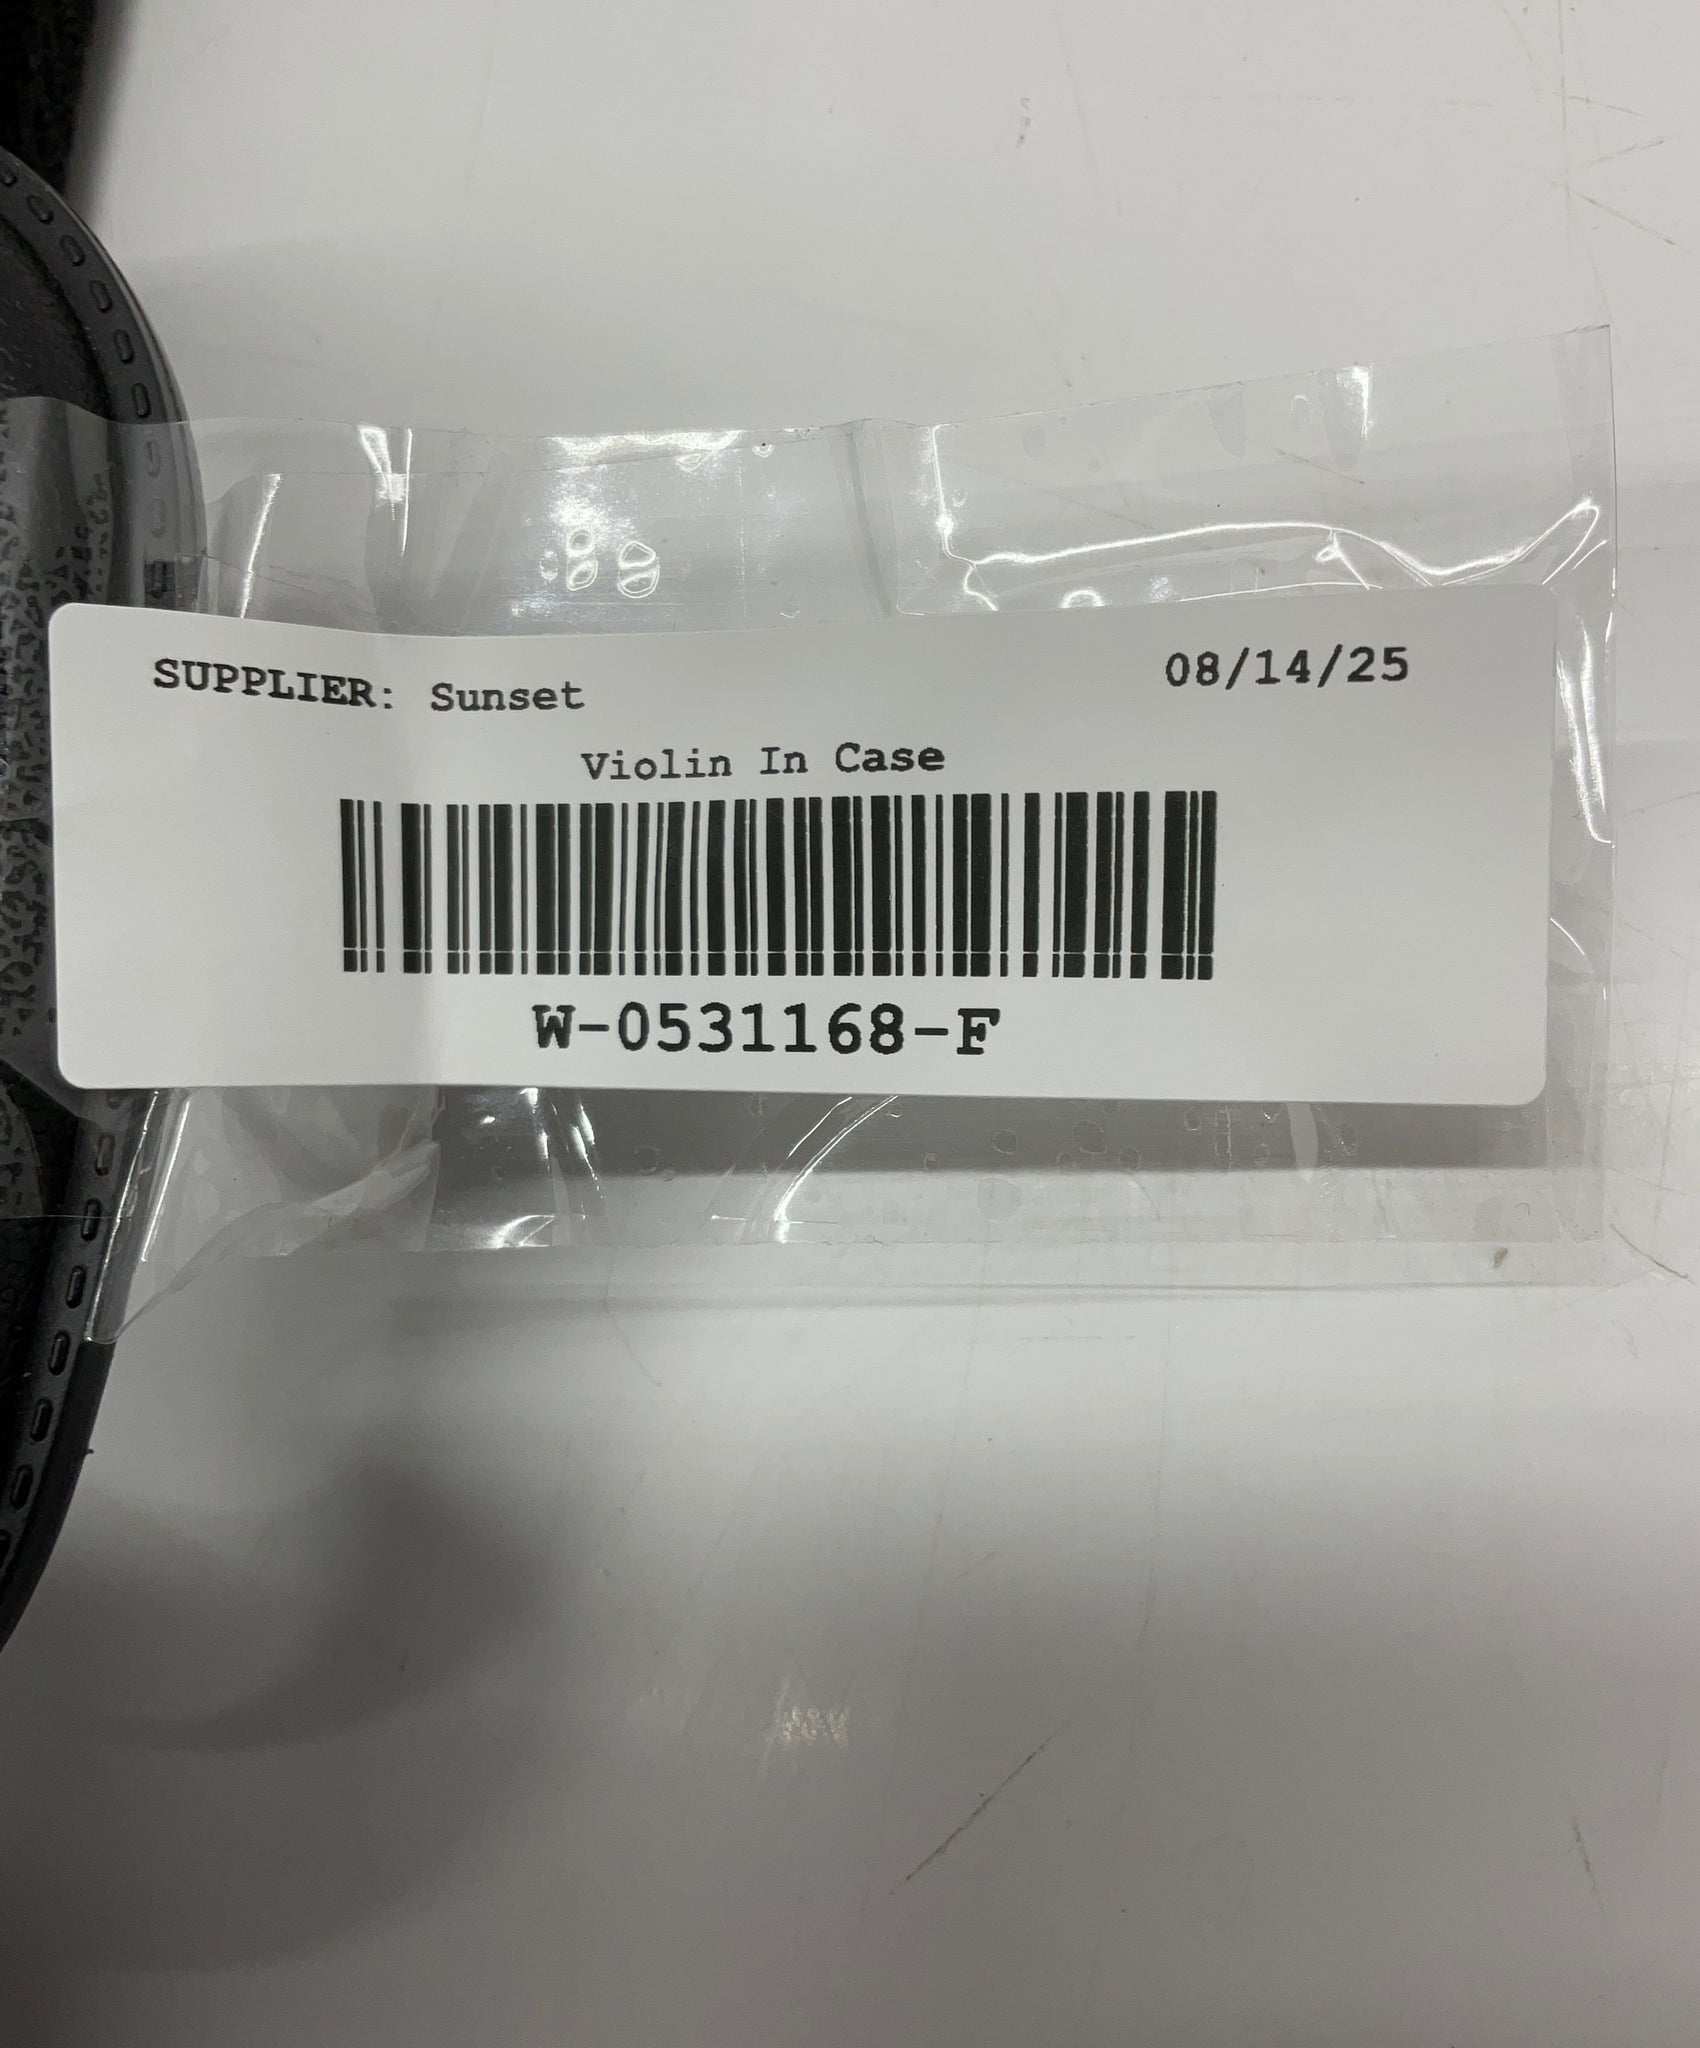 SUPPLIER: Sunset 08/14/25
Violin In Case
W-0531168-F